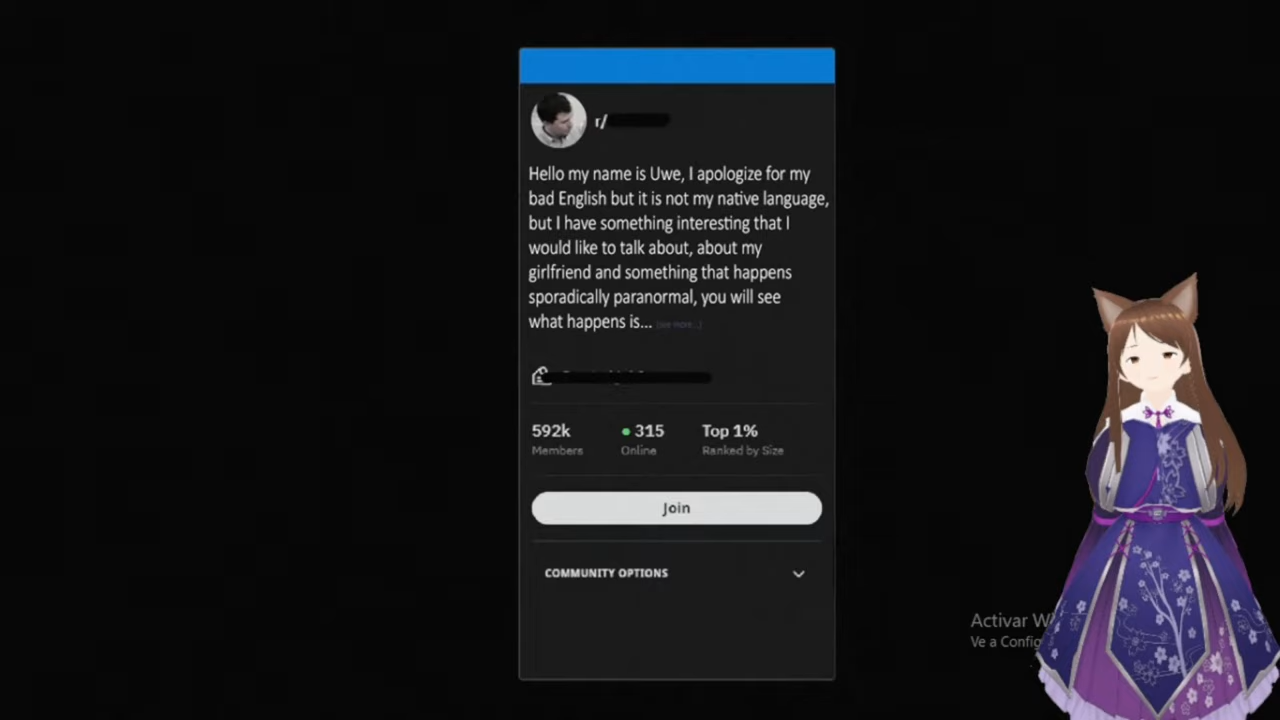 r/
Hello my name is Uwe, I apologize for my
bad English but it is not my native language,
but I have something interesting that I
would like to talk about, about my
girlfriend and something that happens
sporadically paranormal, you will see
what happens is... (see more...)
592k
Members
315
Online
Top 1%
Ranked by Size
Join
COMMUNITY OPTIONS
Activar W
Ve a Config